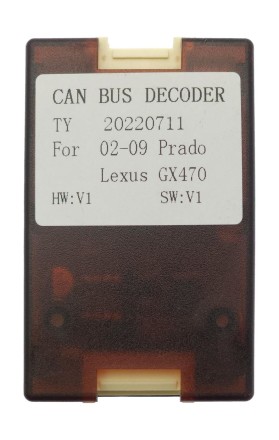 CAN BUS DECODER
TY 20220711
For 02-09 Prado
Lexus GX470
HW:V1 SW:V1